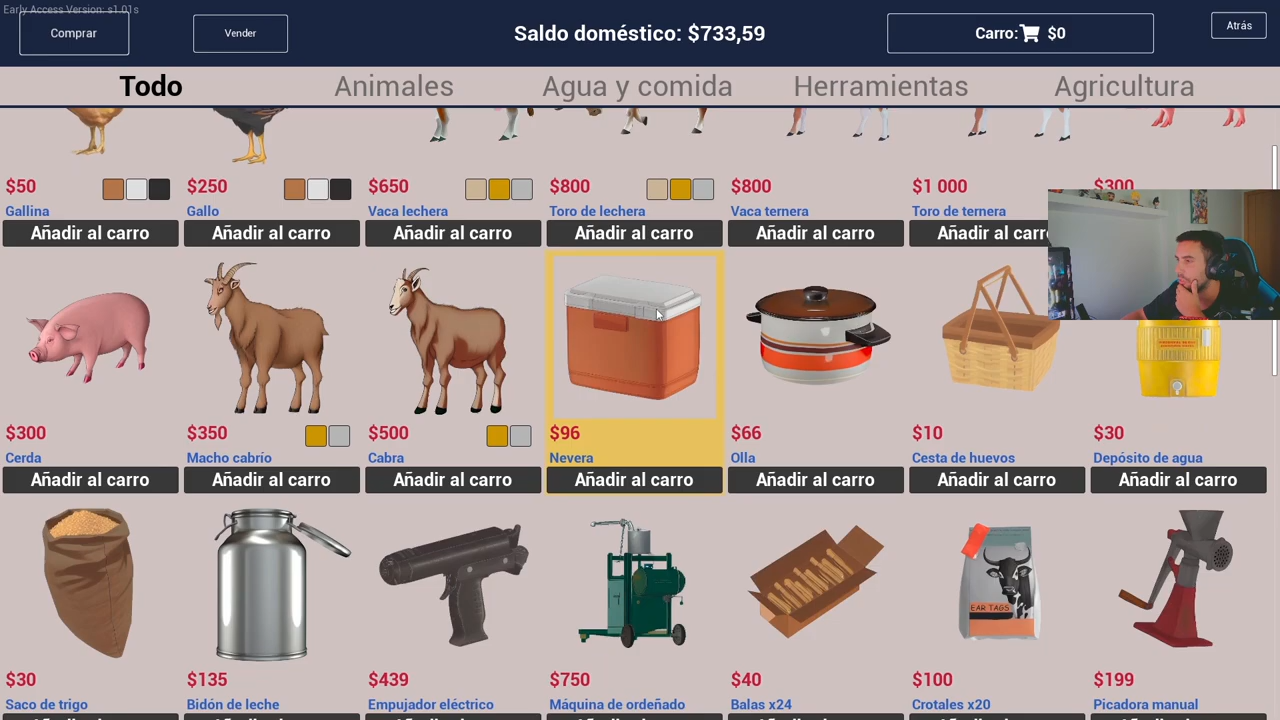 Early Access Version: s1.01s
Comprar
Vender
Saldo doméstico: $733,59
Carro: $0
Atrás
Todo
Animales
Agua y comida
Herramientas
Agricultura
$50
$250
$650
$800
$800
$1 000
$300
Gallina
Gallo
Vaca lechera
Toro de lechera
Vaca ternera
Toro de ternera
Añadir al carro
Añadir al carro
Añadir al carro
Añadir al carro
Añadir al carro
Añadir al carr
$300
$350
$500
$96
$66
$10
$30
Cerda
Macho cabrío
Cabra
Nevera
Olla
Cesta de huevos
Depósito de agua
Añadir al carro
Añadir al carro
Añadir al carro
Añadir al carro
Añadir al carro
Añadir al carro
Añadir al carro
EAR TAGS
$30
$135
$439
$750
$40
$100
$199
Saco de trigo
Bidón de leche
Empujador eléctrico
Máquina de ordeñado
Balas x24
Crotales x20
Picadora manual